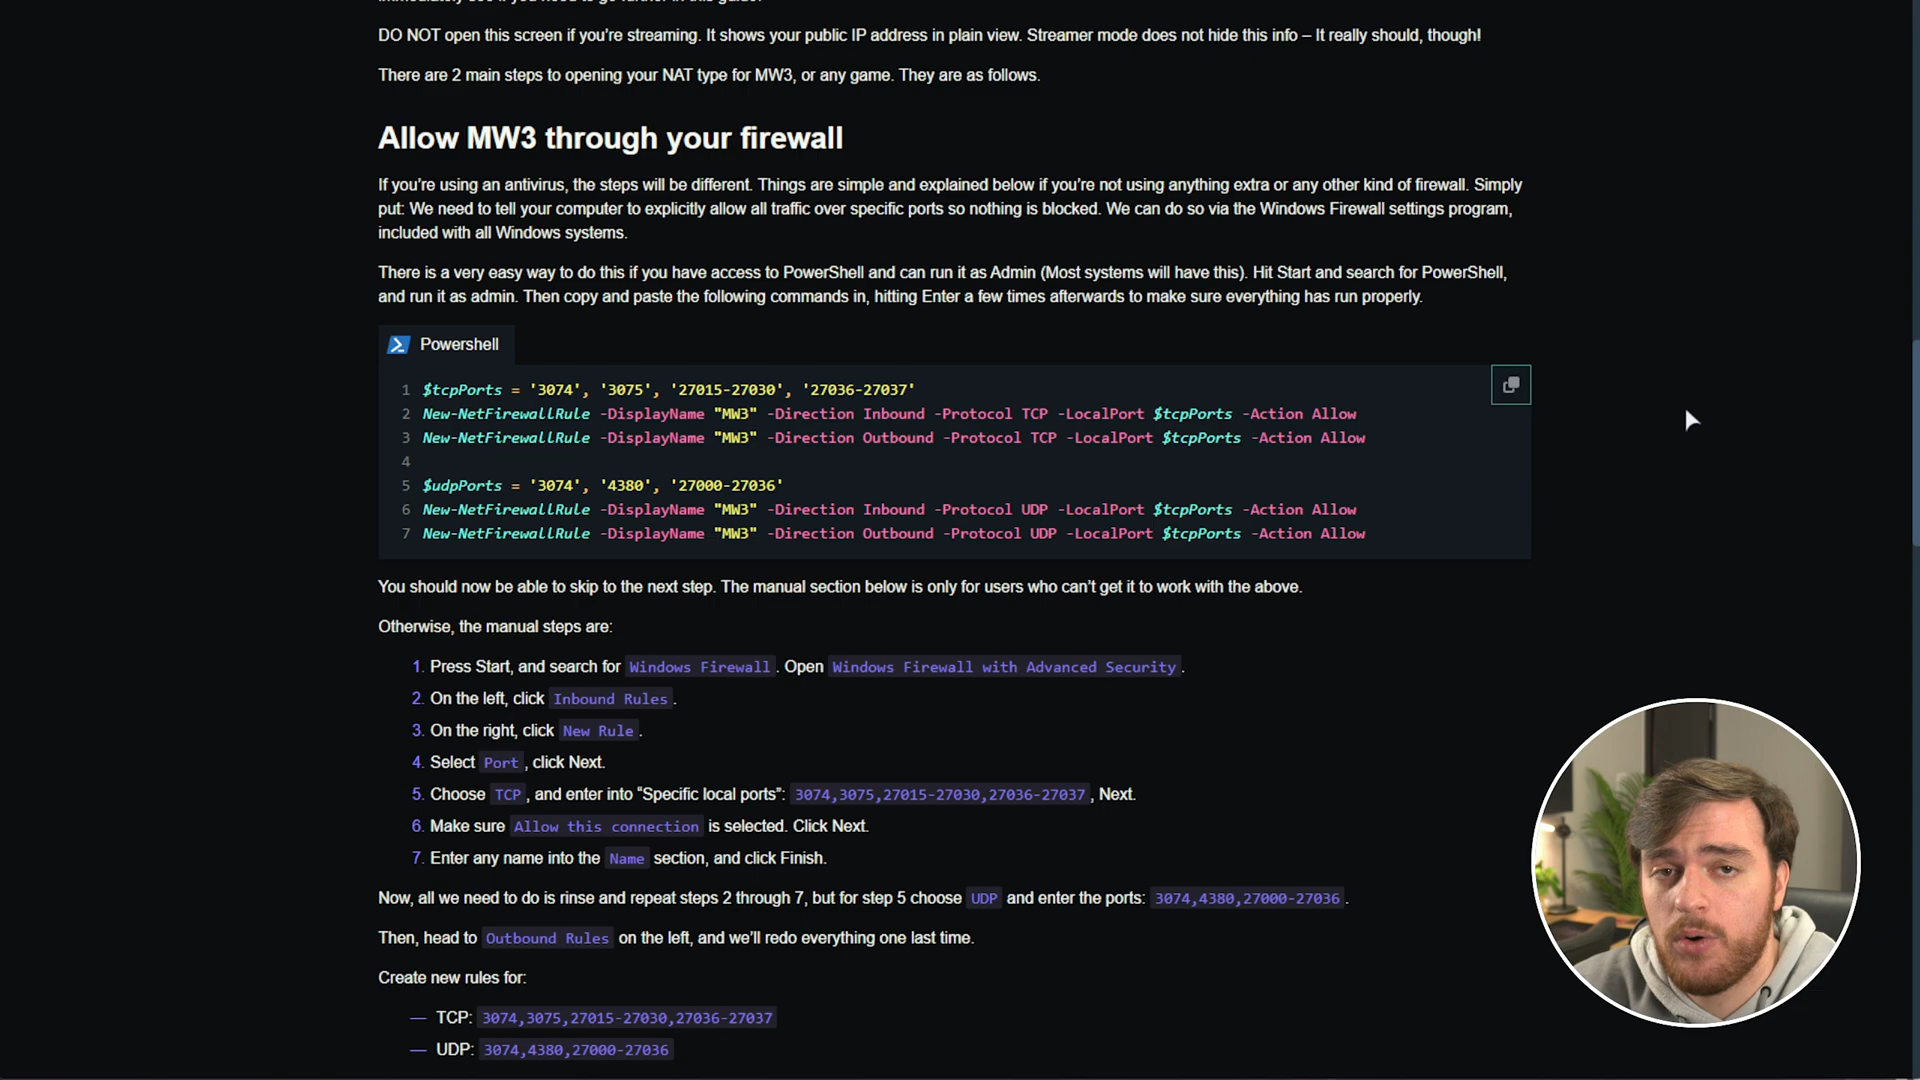 DO NOT open this screen if you're streaming. It shows your public IP address in plain view. Streamer mode does not hide this info – It really should, though!
There are 2 main steps to opening your NAT type for MW3, or any game. They are as follows.
Allow MW3 through your firewall
If you're using an antivirus, the steps will be different. Things are simple and explained below if you're not using anything extra or any other kind of firewall. Simply
put: We need to tell your computer to explicitly allow all traffic over specific ports so nothing is blocked. We can do so via the Windows Firewall settings program,
included with all Windows systems.
There is a very easy way to do this if you have access to PowerShell and can run it as Admin (Most systems will have this). Hit Start and search for PowerShell,
and run it as admin. Then copy and paste the following commands in, hitting Enter a few times afterwards to make sure everything has run properly.
Powershell
1 $tcpPorts = '3074', '3075', '27015-27030', '27036-27037'
2 New-NetFirewallRule -DisplayName "MW3" -Direction Inbound -Protocol TCP -LocalPort $tcpPorts -Action Allow
3 New-NetFirewallRule -DisplayName "MW3" -Direction Outbound -Protocol TCP -LocalPort $tcpPorts -Action Allow
4
5 $udpPorts = '3074', '4380', '27000-27036'
6 New-NetFirewallRule -DisplayName "MW3" -Direction Inbound -Protocol UDP -LocalPort $tcpPorts -Action Allow
7 New-NetFirewallRule -DisplayName "MW3" -Direction Outbound -Protocol UDP -LocalPort $tcpPorts -Action Allow
You should now be able to skip to the next step. The manual section below is only for users who can't get it to work with the above.
Otherwise, the manual steps are:
1. Press Start, and search for Windows Firewall. Open Windows Firewall with Advanced Security.
2. On the left, click Inbound Rules.
3. On the right, click New Rule.
4. Select Port, click Next.
5. Choose TCP, and enter into “Specific local ports”: 3074,3075,27015-27030,27036-27037, Next.
6. Make sure Allow this connection is selected. Click Next.
7. Enter any name into the Name section, and click Finish.
Now, all we need to do is rinse and repeat steps 2 through 7, but for step 5 choose UDP and enter the ports: 3074,4380,27000-27036.
Then, head to Outbound Rules on the left, and we'll redo everything one last time.
Create new rules for:
— TCP: 3074,3075,27015-27030,27036-27037
— UDP: 3074,4380,27000-27036